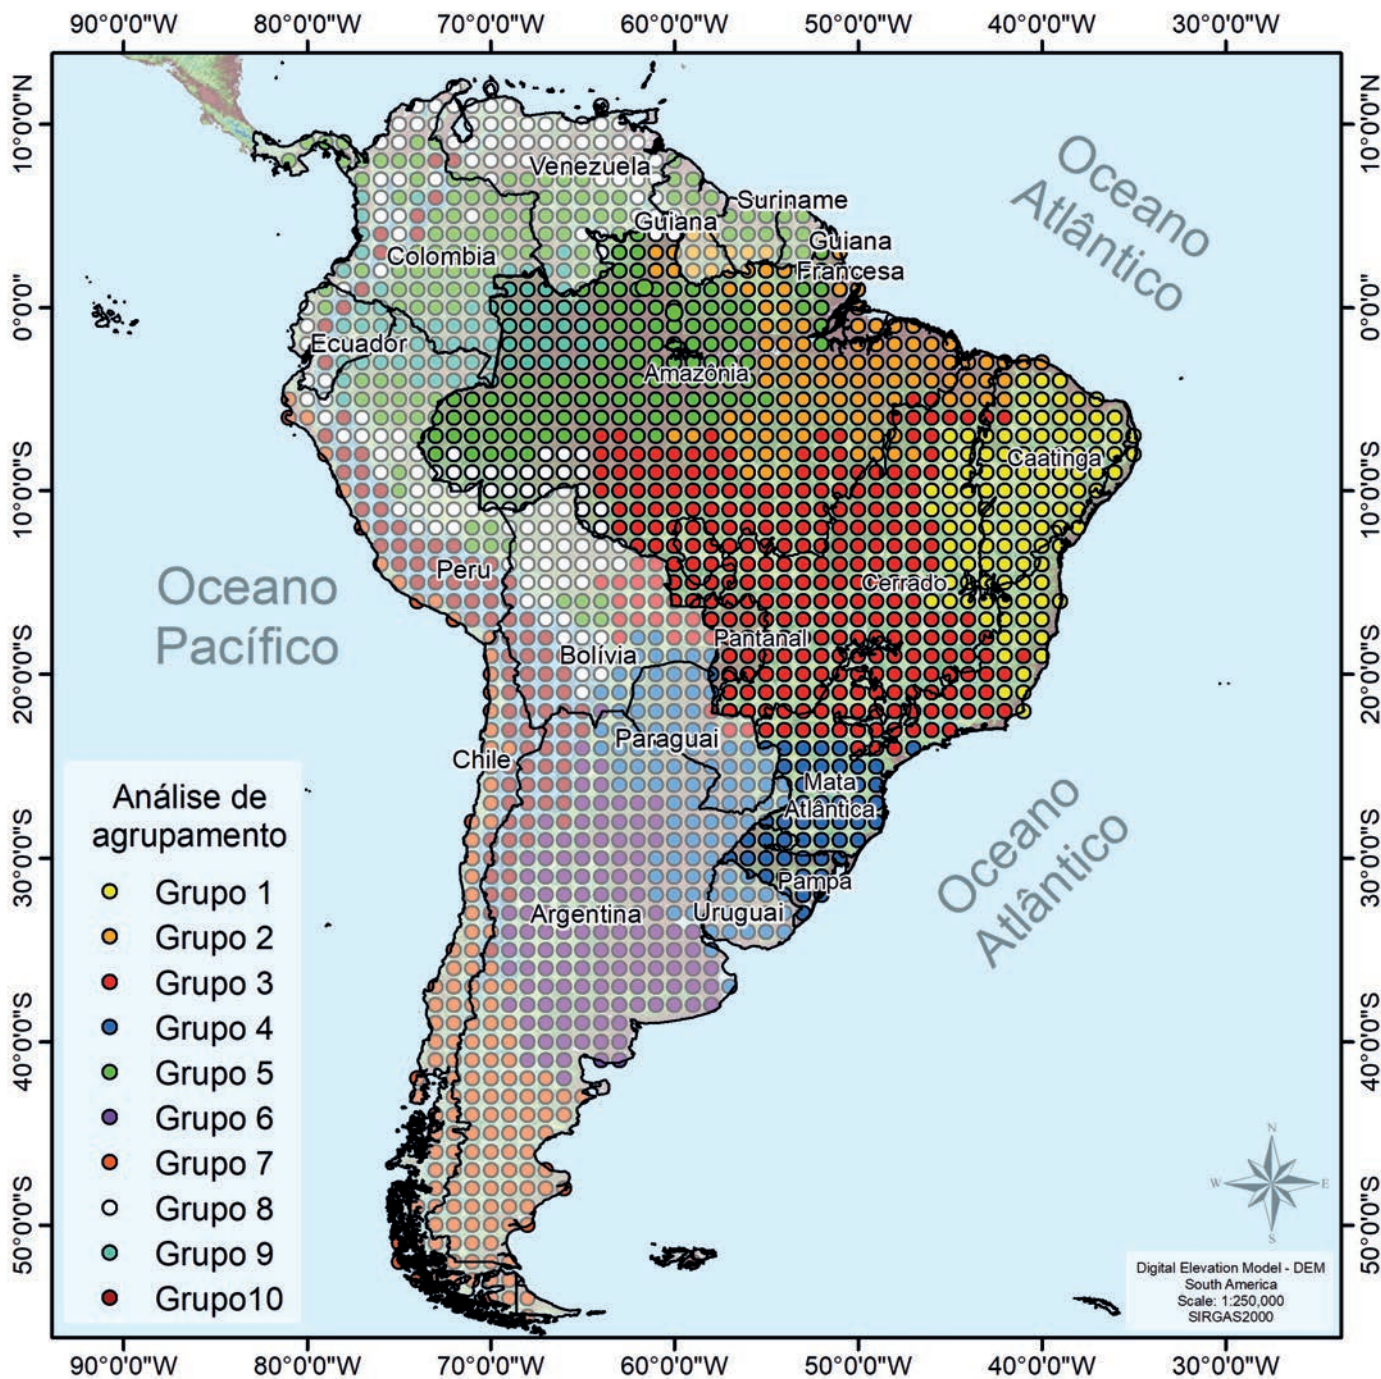 90°0'0"W 80°0'0"W 70°0'0"W 60°0'0"W 50°0'0"W 40°0'0"W 30°0'0"W
10°0'0"N 10°0'0"N
0°0'0" 0°0'0"
10°0'0"S 10°0'0"S
20°0'0"S 20°0'0"S
30°0'0"S 30°0'0"S
40°0'0"S 40°0'0"S
50°0'0"S 50°0'0"S
Oceano
Atlântico
Venezuela
Suriname
Guiana
Guiana
Francesa
Colombia
Ecuador
Amazônia
Caatinga
Oceano
Pacífico
Peru
Cerrado
Pantanal
Bolívia
Paraguai
Chile
Mata
Atlântica
Oceano
Atlântico
Pampa
Argentina
Uruguai
Análise de
agrupamento
Grupo 1
Grupo 2
Grupo 3
Grupo 4
Grupo 5
Grupo 6
Grupo 7
Grupo 8
Grupo 9
Grupo10
N
W E
S
Digital Elevation Model - DEM
South America
Scale: 1:250,000
SIRGAS2000
90°0'0"W 80°0'0"W 70°0'0"W 60°0'0"W 50°0'0"W 40°0'0"W 30°0'0"W